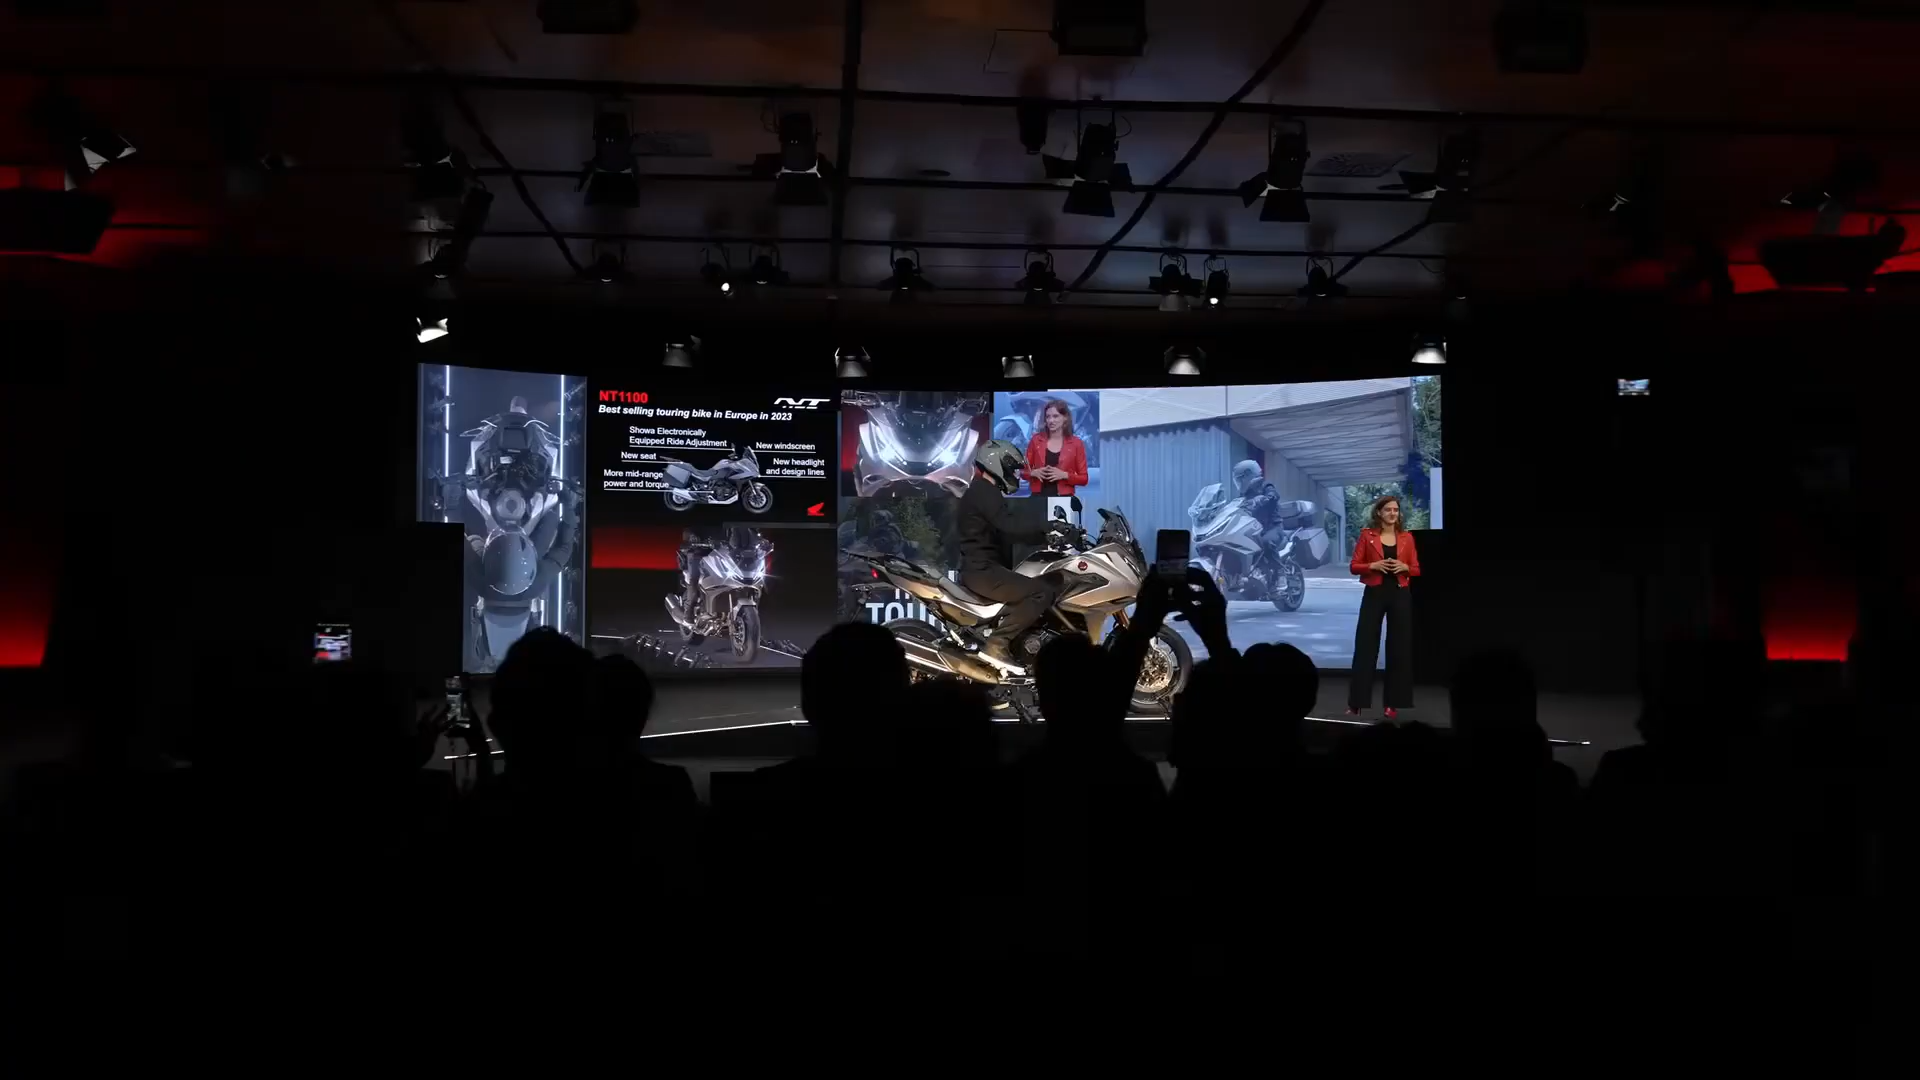 NT1100
NT
Best selling touring bike in Europe in 2023
Showa Electronically
Equipped Ride Adjustment
New windscreen
New seat
New headlight
and design lines
More mid-range
power and torque